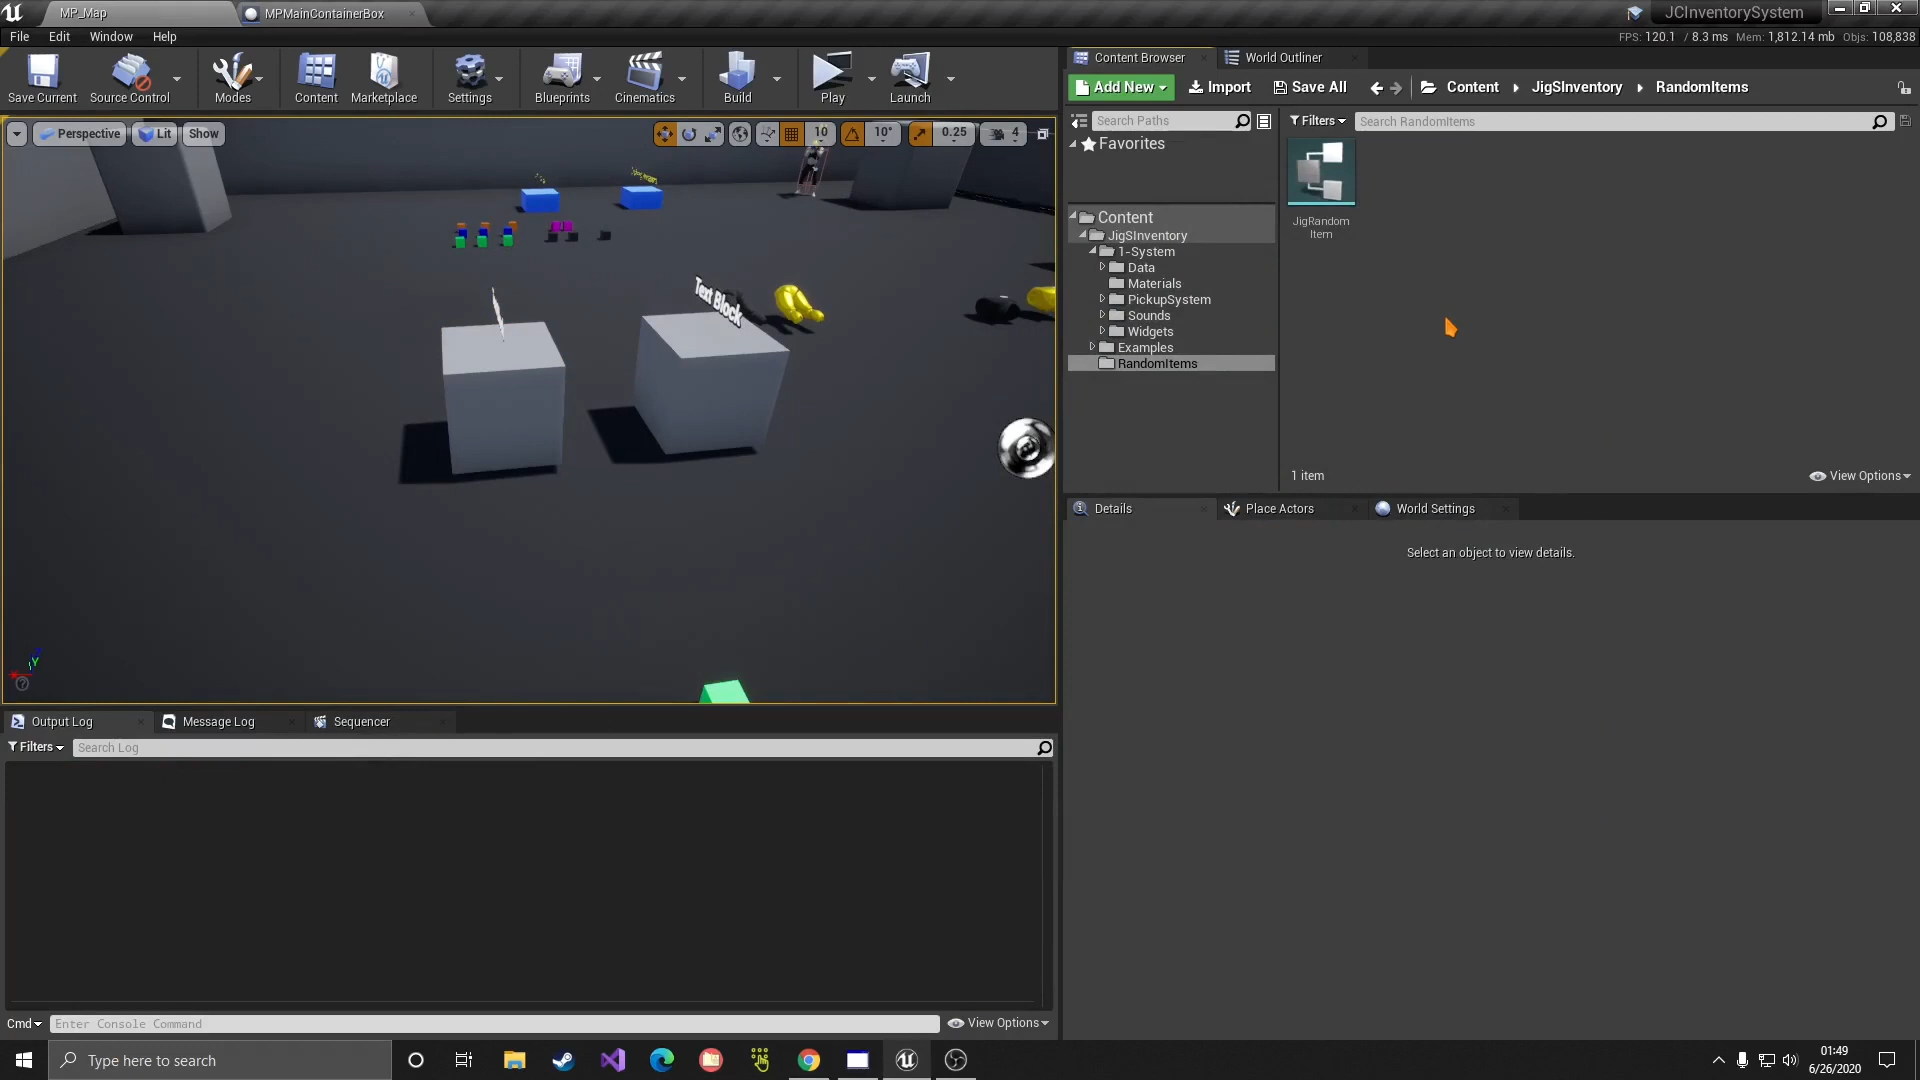 MP_Map
MPMainContainerBox
JCInventorySystem
File Edit Window Help
FPS: 120.1 / 8.3 ms Mem: 1,812.14 mb Objs: 108,838
Save Current
Source Control
Modes
Content
Marketplace
Settings
Blueprints
Cinematics
Build
Play
Launch
Perspective Lit Show
10 10° 0.25 4
Text Block
Y
Content Browser World Outliner
Add New Import Save All Content JigSInventory RandomItems
Search Paths
Filters Search RandomItems
Favorites
Content
JigSInventory
1-System
Data
Materials
PickupSystem
Sounds
Widgets
Examples
RandomItems
JigRandom
Item
1 item
View Options
Details Place Actors World Settings
Select an object to view details.
Output Log Message Log Sequencer
Filters Search Log
Cmd Enter Console Command View Options
Type here to search
01:49
6/26/2020